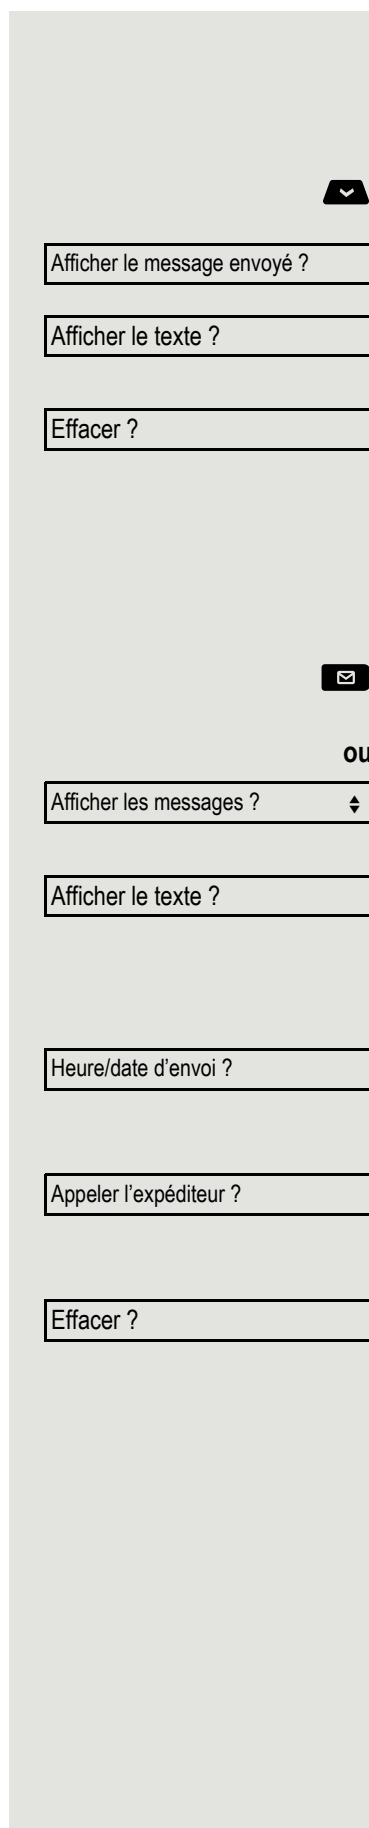 Afficher le message envoyé ?
Afficher le texte ?
Effacer ?
ou
Afficher les messages ?
Afficher le texte ?
Heure/date d’envoi ?
Appeler l’expéditeur ?
Effacer ?